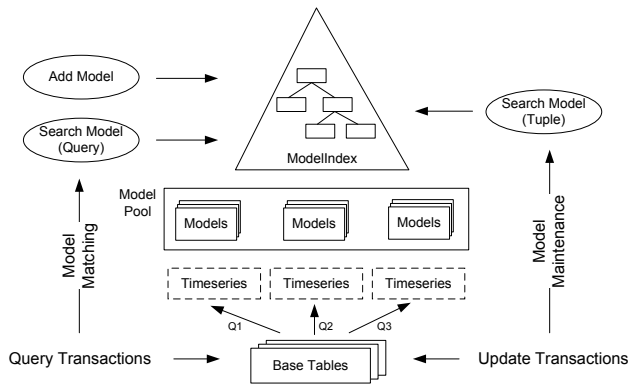 Add Model
Search Model
(Query)
ModelIndex
Search Model
(Tuple)
Model
Pool
Models
Models
Models
Model
Matching
Model
Maintenance
Timeseries
Timeseries
Timeseries
Q1
Q2
Q3
Query Transactions
Base Tables
Update Transactions